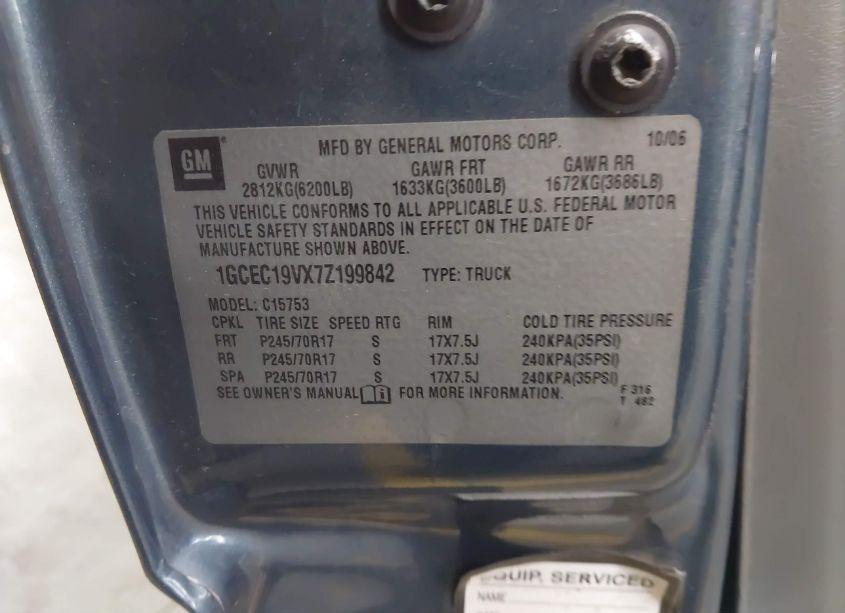 GM
MFD BY GENERAL MOTORS CORP. 10/06
GVWR GAWR FRT GAWR RR
2812KG(6200LB) 1633KG(3600LB) 1672KG(3686LB)
THIS VEHICLE CONFORMS TO ALL APPLICABLE U.S. FEDERAL MOTOR
VEHICLE SAFETY STANDARDS IN EFFECT ON THE DATE OF
MANUFACTURE SHOWN ABOVE.
1GCEC19VX7Z199842 TYPE: TRUCK
MODEL: C15753
CPKL TIRE SIZE SPEED RTG RIM COLD TIRE PRESSURE
FRT P245/70R17 S 17X7.5J 240KPA(35PSI)
RR P245/70R17 S 17X7.5J 240KPA(35PSI)
SPA P245/70R17 S 17X7.5J 240KPA(35PSI)
SEE OWNER'S MANUAL FOR MORE INFORMATION. F 316
T 482
EQUIP. SERVICED
NAME